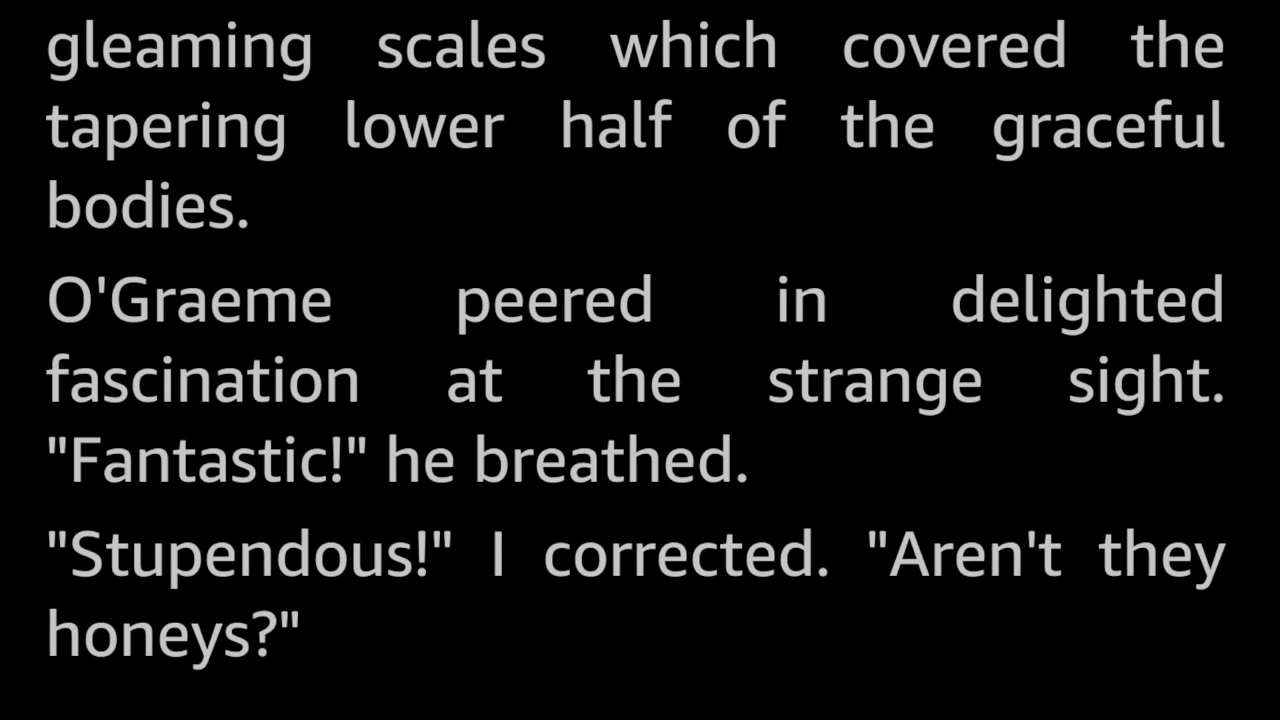 gleaming scales which covered the
tapering lower half of the graceful
bodies.
O'Graeme peered in delighted
fascination at the strange sight.
"Fantastic!" he breathed.
"Stupendous!" I corrected. "Aren't they
honeys?"